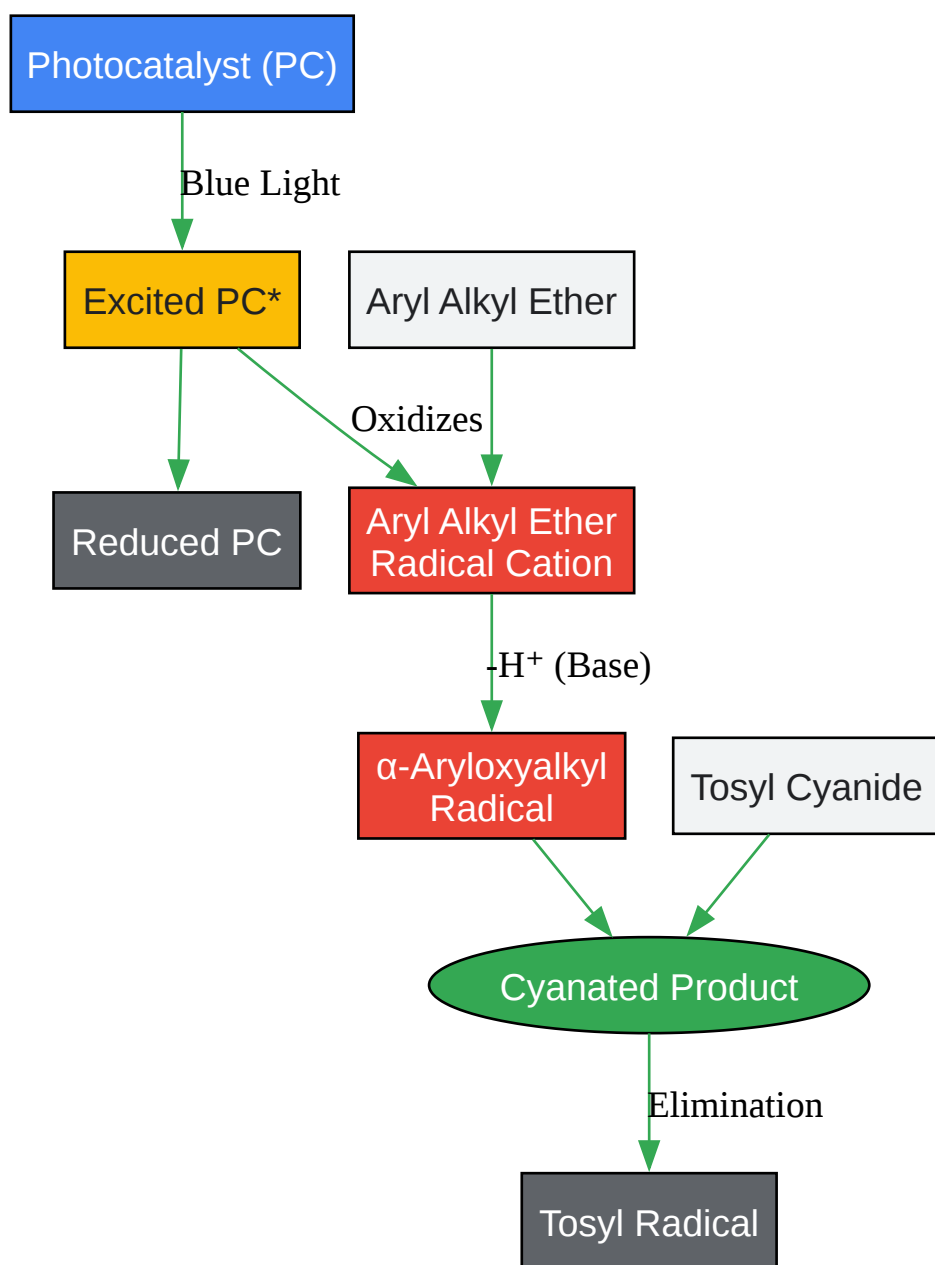 Photocatalyst (PC)
Blue Light
Excited PC*
Aryl Alkyl Ether
Oxidizes
Reduced PC
Aryl Alkyl Ether
Radical Cation
-H⁺ (Base)
α-Aryloxyalkyl
Radical
Tosyl Cyanide
Cyanated Product
Elimination
Tosyl Radical